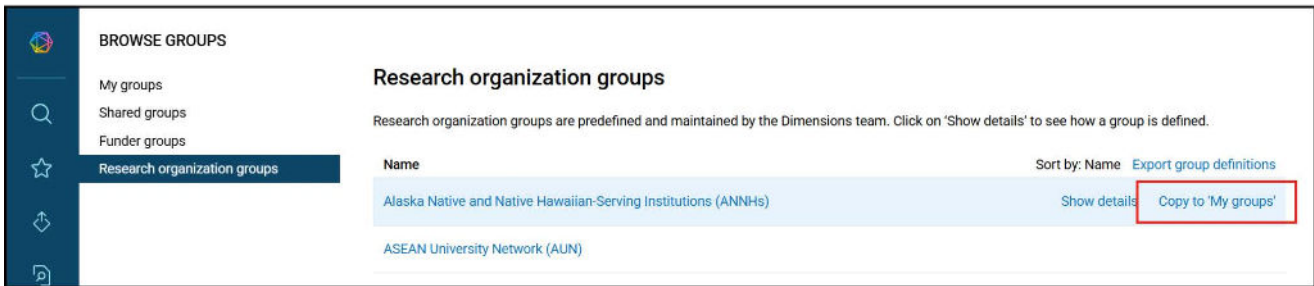 BROWSE GROUPS
My groups
Shared groups
Funder groups
Research organization groups
Research organization groups
Research organization groups are predefined and maintained by the Dimensions team. Click on 'Show details' to see how a group is defined.
Name Sort by: Name Export group definitions
Alaska Native and Native Hawaiian-Serving Institutions (ANNHs) Show details Copy to 'My groups'
ASEAN University Network (AUN)